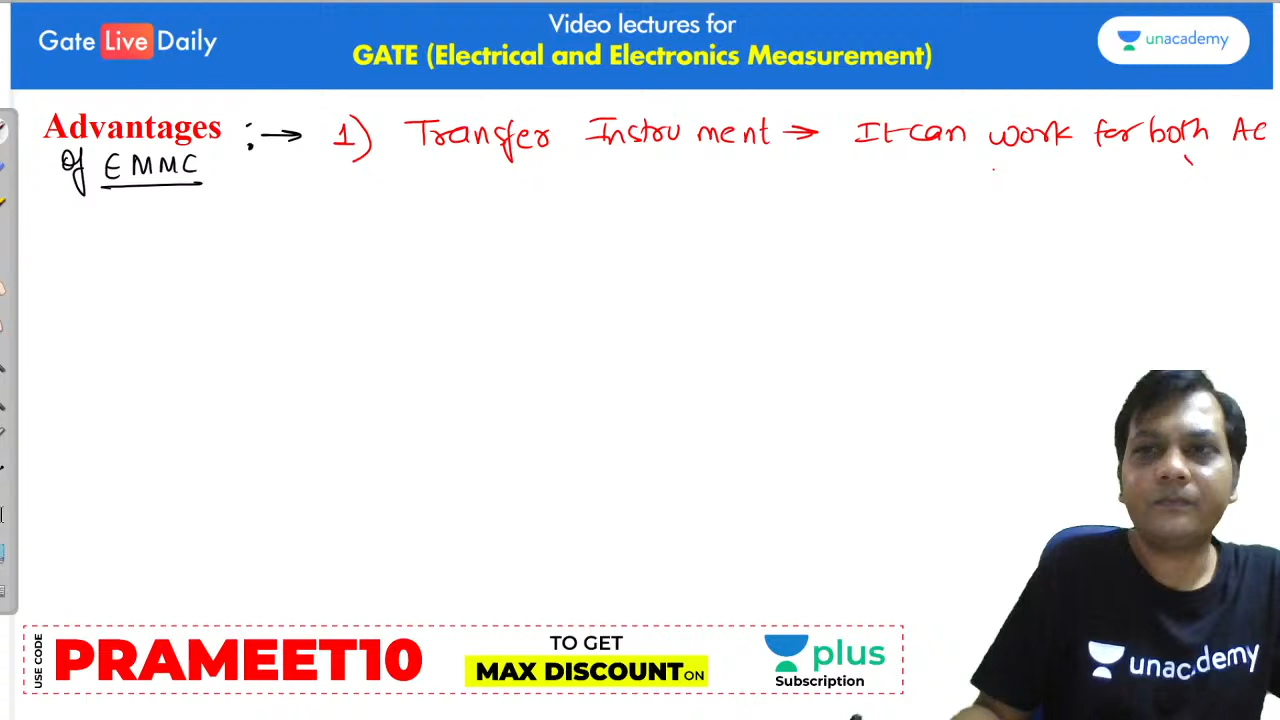 Gate Live Daily
Video lectures for
GATE (Electrical and Electronics Measurement)
unacademy
Advantages :→ 1) Transfer Instrument → It can work for both AC
of EMMC
USE CODE
PRAMEET10
TO GET
MAX DISCOUNT ON
plus
Subscription
unacademy